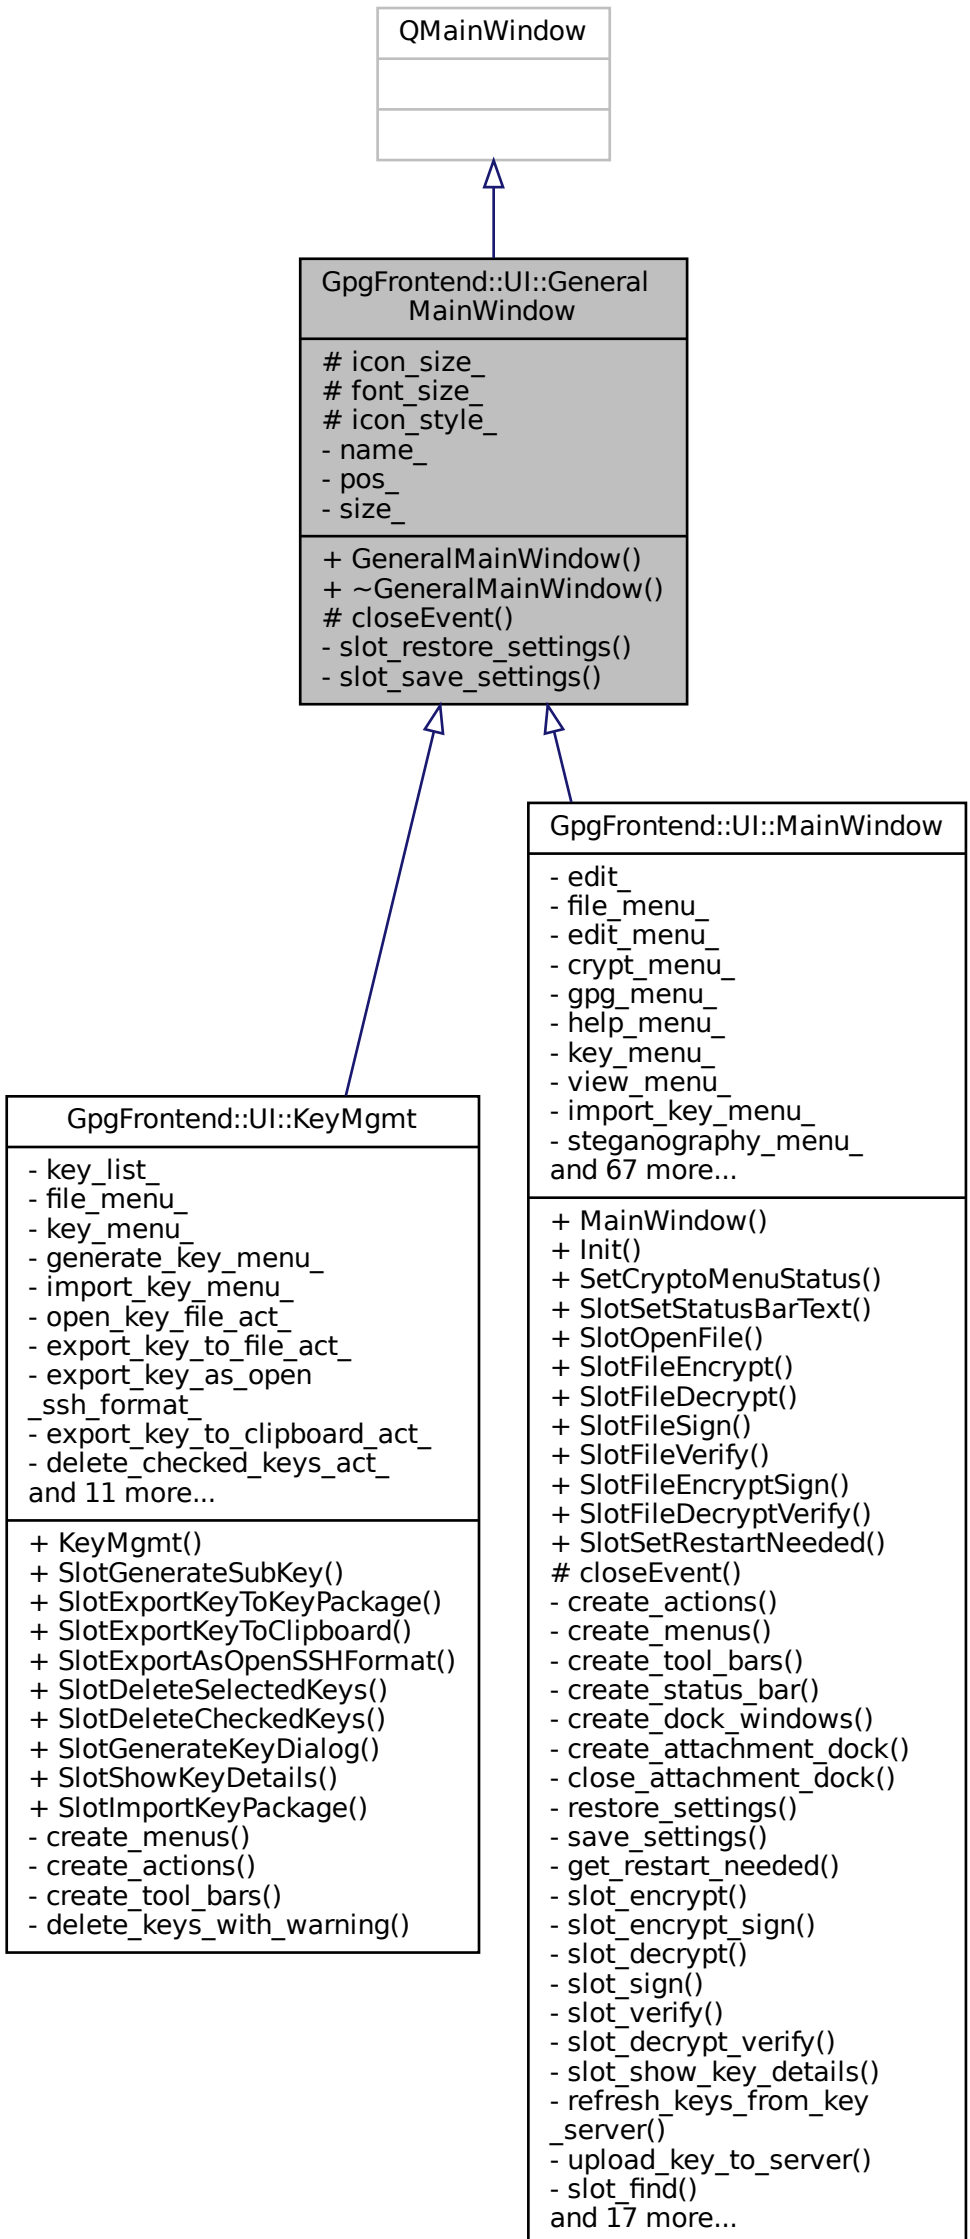 QMainWindow
GpgFrontend::UI::General
MainWindow
# icon_size_
# font_size_
# icon_style_
- name_
- pos_
- size_
+ GeneralMainWindow()
+ ~GeneralMainWindow()
# closeEvent()
- slot_restore_settings()
- slot_save_settings()
GpgFrontend::UI::KeyMgmt
- key_list_
- file_menu_
- key_menu_
- generate_key_menu_
- import_key_menu_
- open_key_file_act_
- export_key_to_file_act_
- export_key_as_open
_ssh_format_
- export_key_to_clipboard_act_
- delete_checked_keys_act_
and 11 more...
+ KeyMgmt()
+ SlotGenerateSubKey()
+ SlotExportKeyToKeyPackage()
+ SlotExportKeyToClipboard()
+ SlotExportAsOpenSSHFormat()
+ SlotDeleteSelectedKeys()
+ SlotDeleteCheckedKeys()
+ SlotGenerateKeyDialog()
+ SlotShowKeyDetails()
+ SlotImportKeyPackage()
- create_menus()
- create_actions()
- create_tool_bars()
- delete_keys_with_warning()
GpgFrontend::UI::MainWindow
- edit_
- file_menu_
- edit_menu_
- crypt_menu_
- gpg_menu_
- help_menu_
- key_menu_
- view_menu_
- import_key_menu_
- steganography_menu_
and 67 more...
+ MainWindow()
+ Init()
+ SetCryptoMenuStatus()
+ SlotSetStatusBarText()
+ SlotOpenFile()
+ SlotFileEncrypt()
+ SlotFileDecrypt()
+ SlotFileSign()
+ SlotFileVerify()
+ SlotFileEncryptSign()
+ SlotFileDecryptVerify()
+ SlotSetRestartNeeded()
# closeEvent()
- create_actions()
- create_menus()
- create_tool_bars()
- create_status_bar()
- create_dock_windows()
- create_attachment_dock()
- close_attachment_dock()
- restore_settings()
- save_settings()
- get_restart_needed()
- slot_encrypt()
- slot_encrypt_sign()
- slot_decrypt()
- slot_sign()
- slot_verify()
- slot_decrypt_verify()
- slot_show_key_details()
- refresh_keys_from_key
_server()
- upload_key_to_server()
- slot_find()
and 17 more...